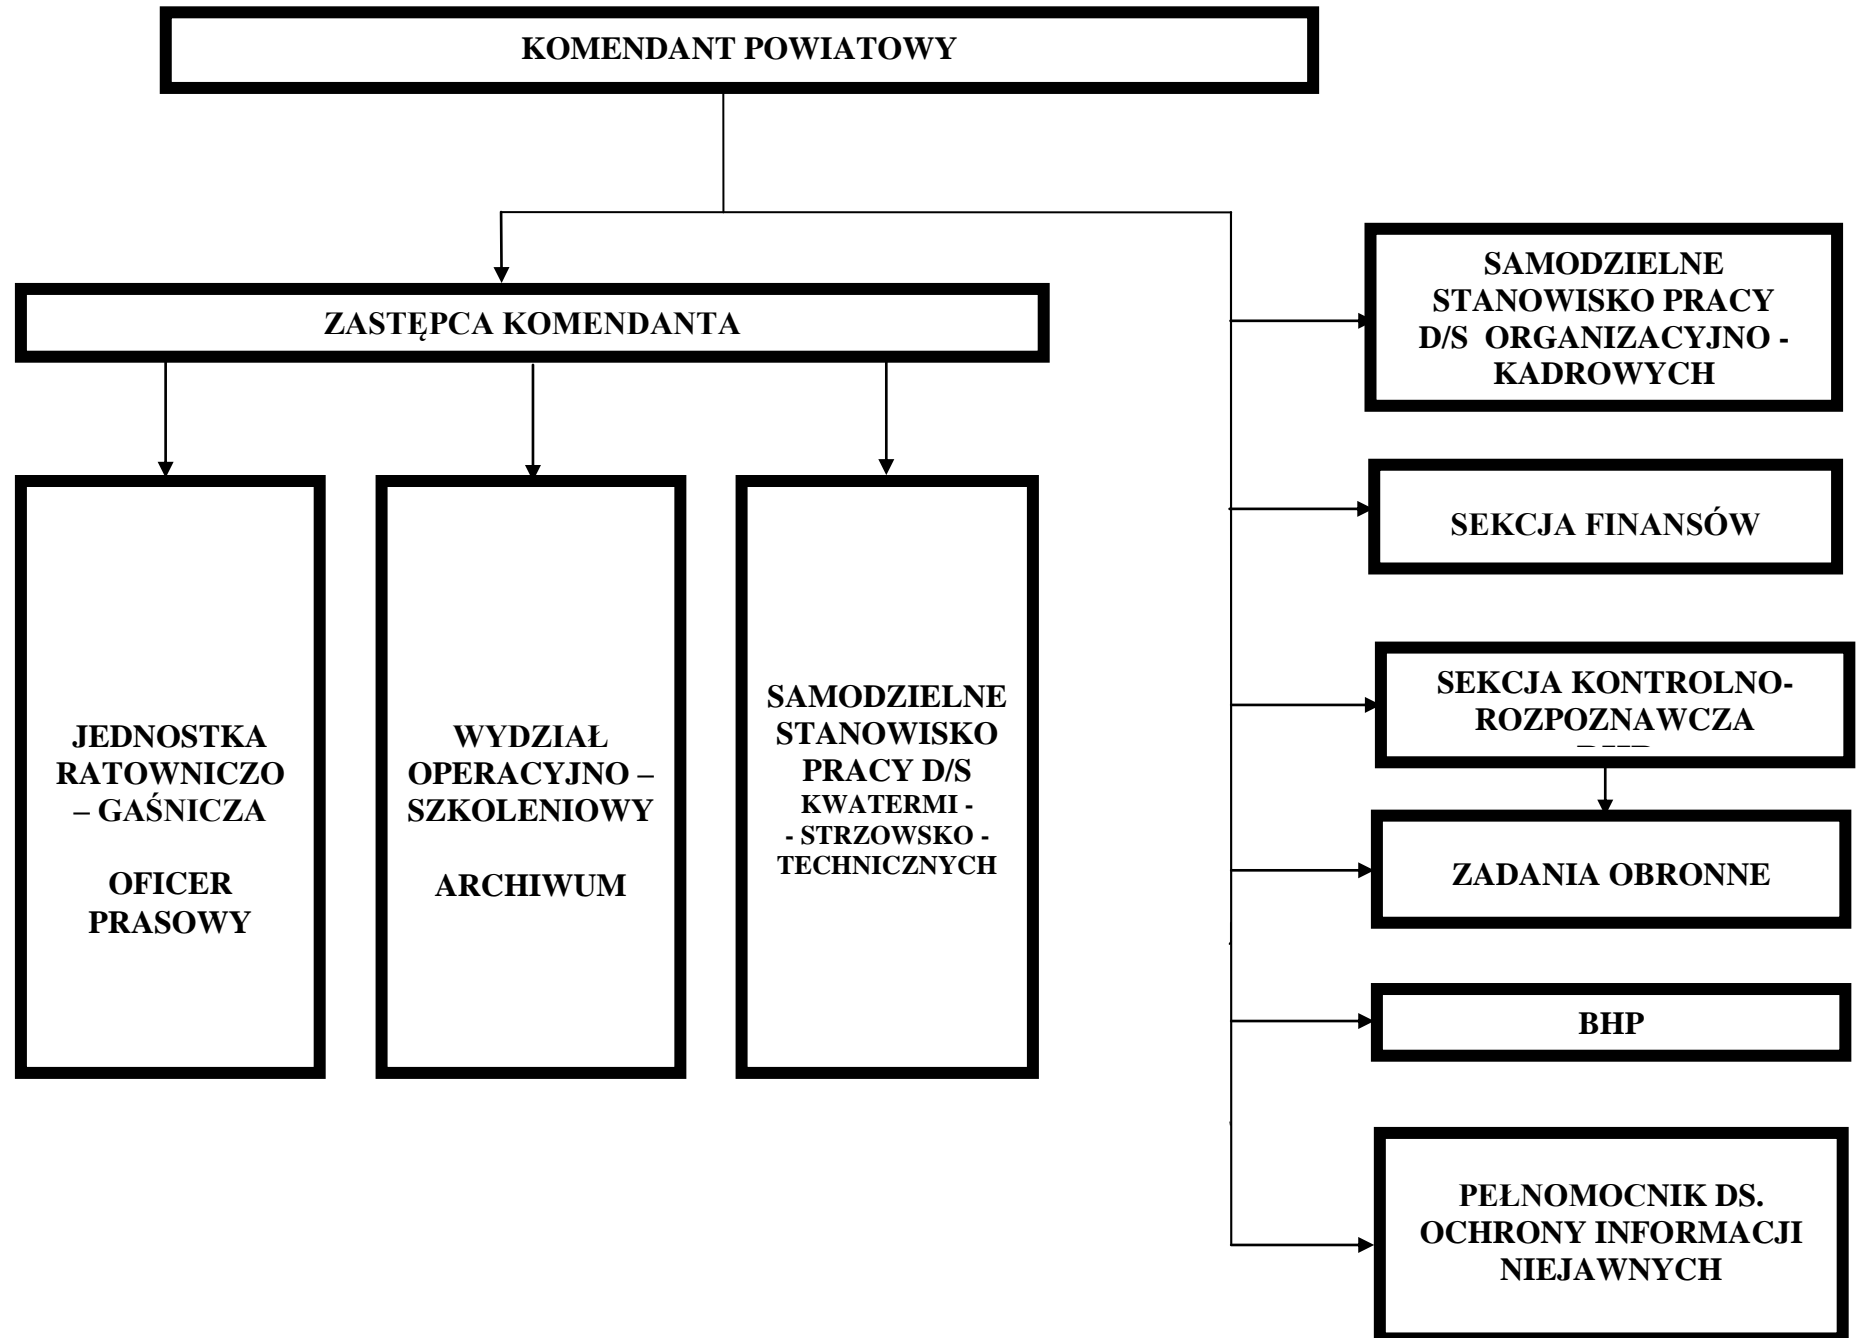 KOMENDANT POWIATOWY
ZASTĘPCA KOMENDANTA
JEDNOSTKA
RATOWNICZO
– GAŚNICZA
OFICER
PRASOWY
WYDZIAŁ
OPERACYJNO –
SZKOLENIOWY
ARCHIWUM
SAMODZIELNE
STANOWISKO
PRACY D/S
KWATERMI -
- STRZOWSKO -
TECHNICZNYCH
SAMODZIELNE
STANOWISKO PRACY
D/S ORGANIZACYJNO -
KADROWYCH
SEKCJA FINANSÓW
SEKCJA KONTROLNO-
ROZPOZNAWCZA
ZADANIA OBRONNE
BHP
PEŁNOMOCNIK DS.
OCHRONY INFORMACJI
NIEJAWNYCH